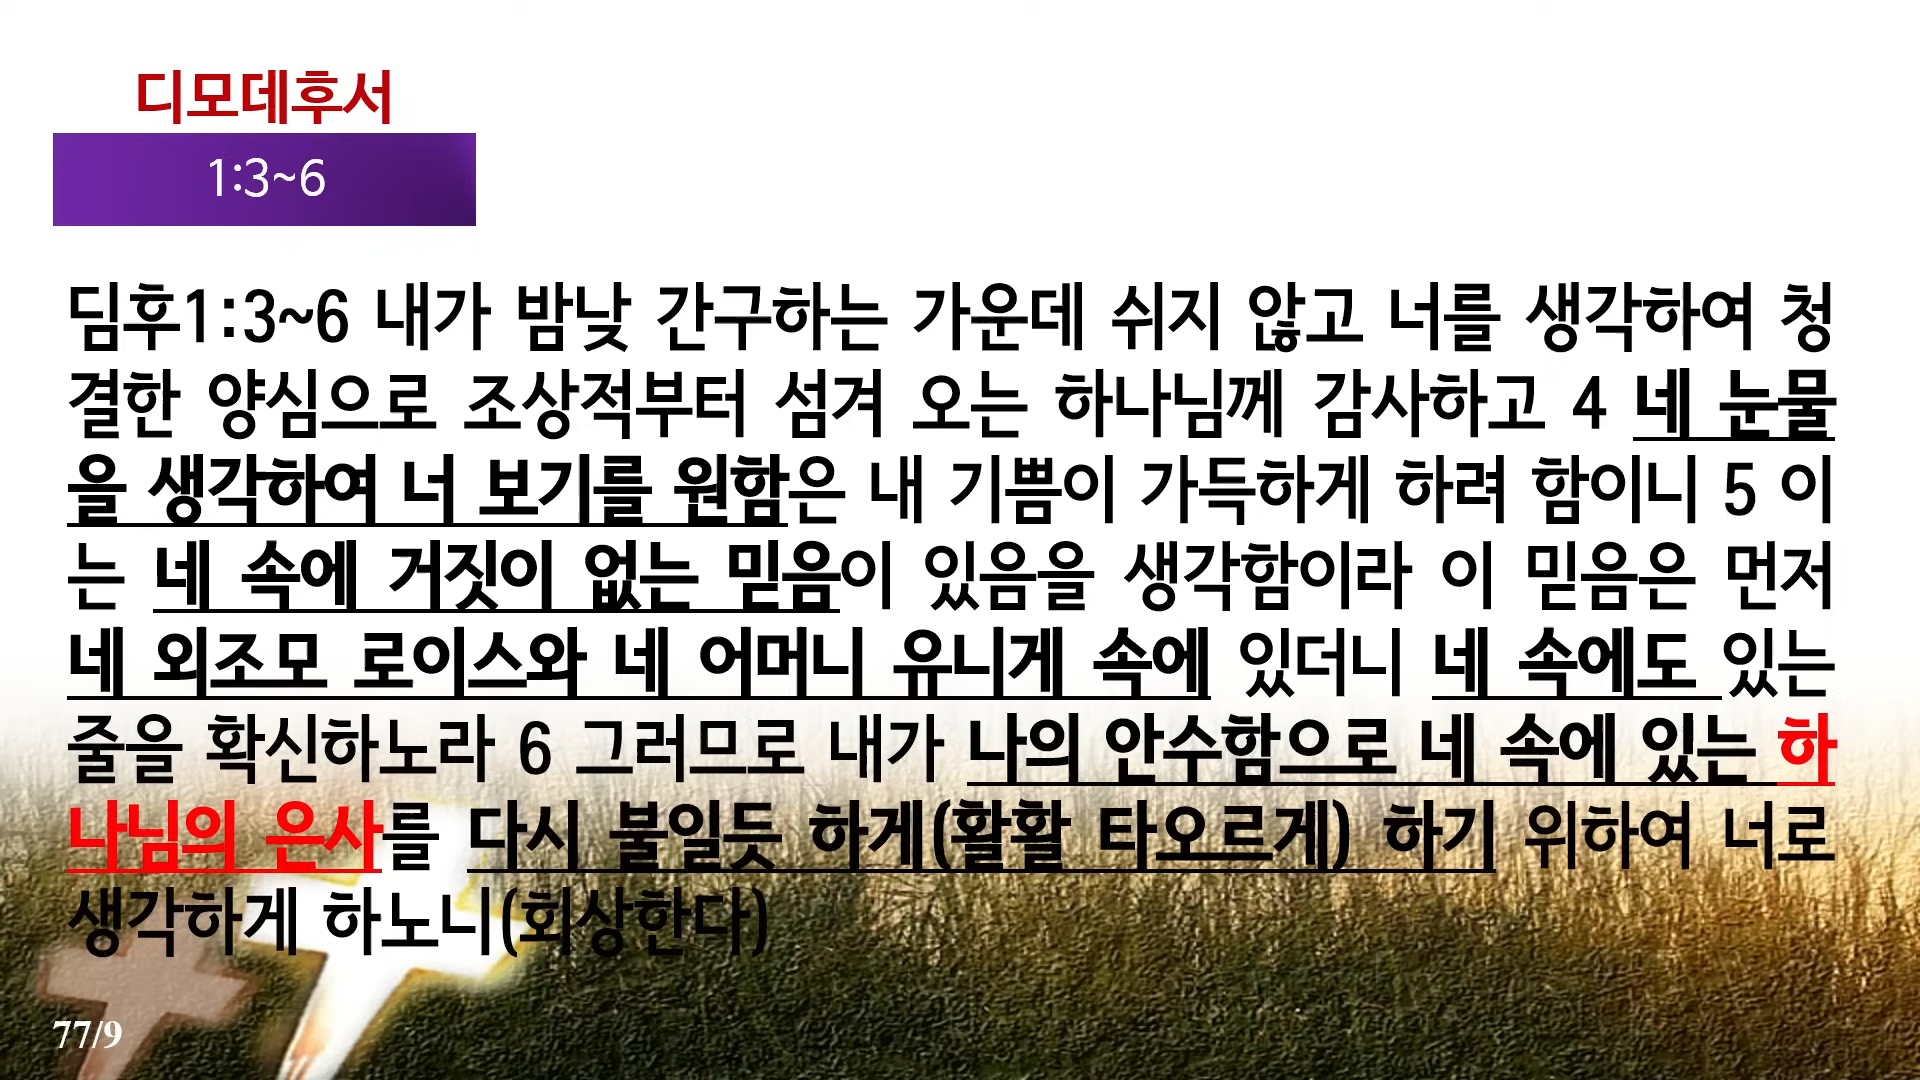 디모데후서
1:3~6
딤후1:3~6 내가 밤낮 간구하는 가운데 쉬지 않고 너를 생각하여 청
결한 양심으로 조상적부터 섬겨 오는 하나님께 감사하고 4 네 눈물
을 생각하여 너 보기를 원함은 내 기쁨이 가득하게 하려 함이니 5 이
는 네 속에 거짓이 없는 믿음이 있음을 생각함이라 이 믿음은 먼저
네 외조모 로이스와 네 어머니 유니게 속에 있더니 네 속에도 있는
줄을 확신하노라 6 그러므로 내가 나의 안수함으로 네 속에 있는 하
나님의 은사를 다시 불일듯 하게(활활 타오르게) 하기 위하여 너로
생각하게 하노니(회상한다)
77/9